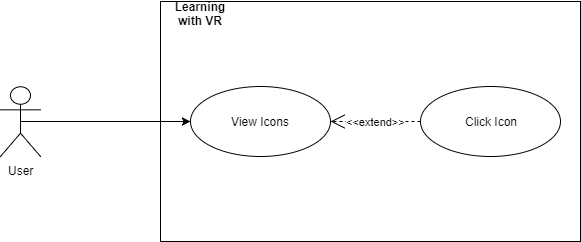 Learning
with VR
View Icons
<<extend>>
Click Icon
User